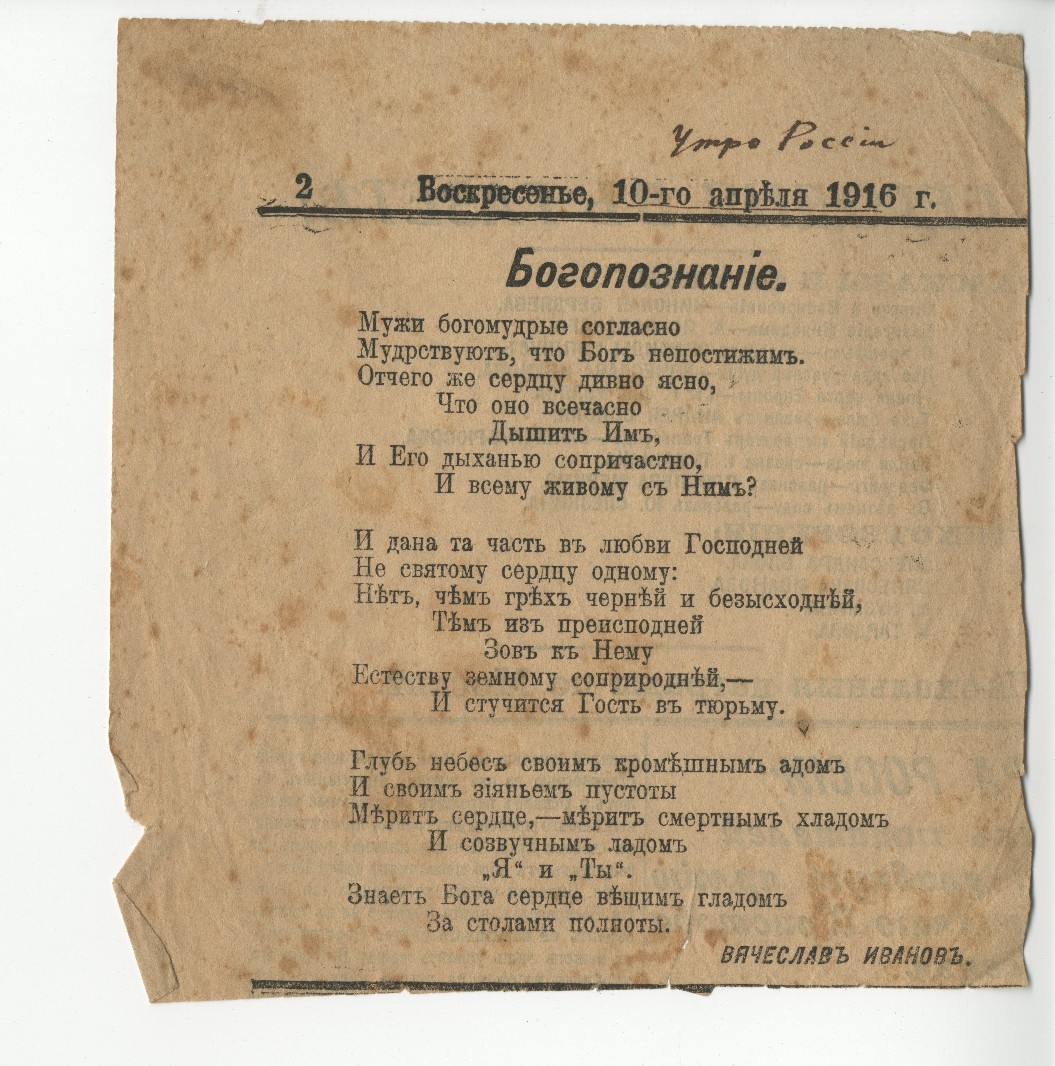 Утро Россіи
2 Воскресенье, 10-го апрѣля 1916 г.
Богопознаніе.
Мужи богомудрые согласно
Мудрствуютъ, что Богъ непостижимъ.
Отчего же сердцу дивно ясно,
Что оно всечасно
Дышитъ Имъ,
И Его дыханью сопричастно,
И всему живому съ Нимъ?
И дана та часть въ любви Господней
Не святому сердцу одному:
Нѣтъ, чѣмъ грѣхъ чернѣй и безысходнѣй,
Тѣмъ изъ преисподней
Зовъ къ Нему
Естеству земному соприроднѣй,—
И стучится Гость въ тюрьму.
Глубь небесъ своимъ кромѣшнымъ адомъ
И своимъ зіяньемъ пустоты
Мѣритъ сердце,—мѣритъ смертнымъ хладомъ
И созвучнымъ ладомъ
„Я“ и „Ты“.
Знаетъ Бога сердце вѣщимъ гладомъ
За столами полноты.
ВЯЧЕСЛАВЪ ИВАНОВЪ.